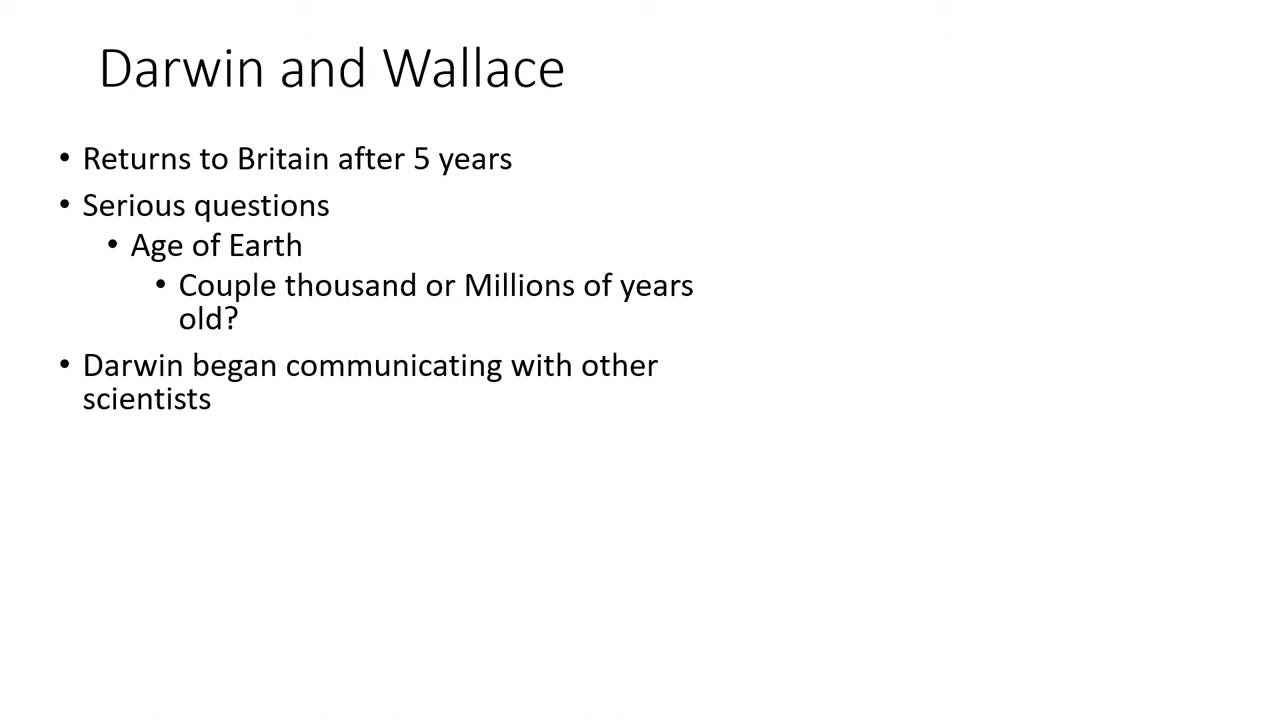 Darwin and Wallace
• Returns to Britain after 5 years
• Serious questions
• Age of Earth
• Couple thousand or Millions of years
old?
• Darwin began communicating with other
scientists